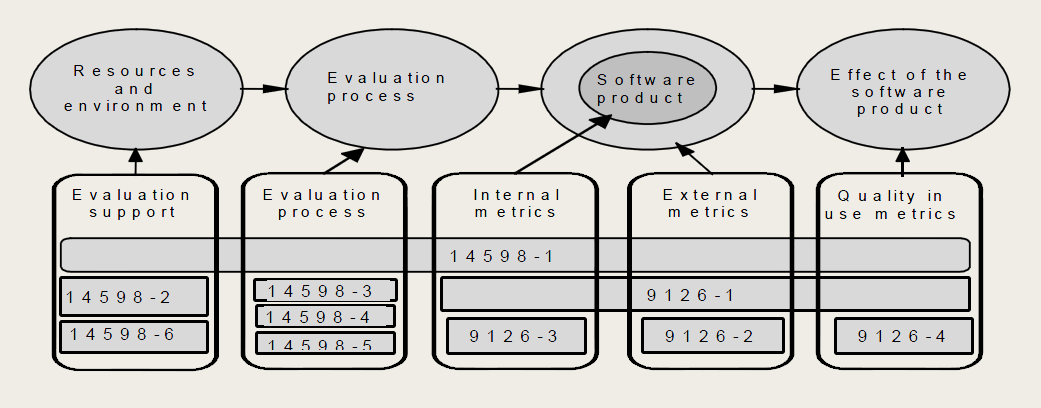 Resources
and
environment
Evaluation
process
Software
product
Effect of the
software
product
Evaluation
support
Evaluation
process
Internal
metrics
External
metrics
Quality in
use metrics
14598-1
14598-2
14598-6
14598-3
14598-4
14598-5
9126-1
9126-3
9126-2
9126-4